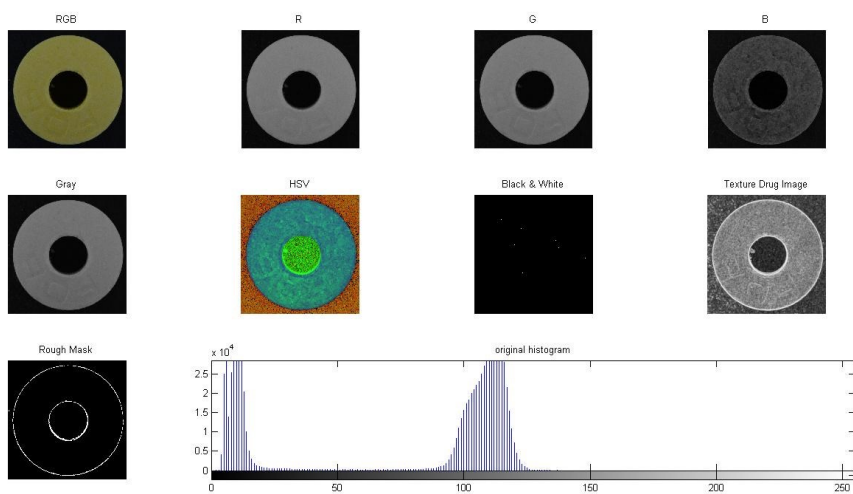 RGB
R
G
B
Gray
HSV
Black & White
Texture Drug Image
Rough Mask
original histogram
x 10^4
2.5
2
1.5
1
0.5
0
0 50 100 150 200 250